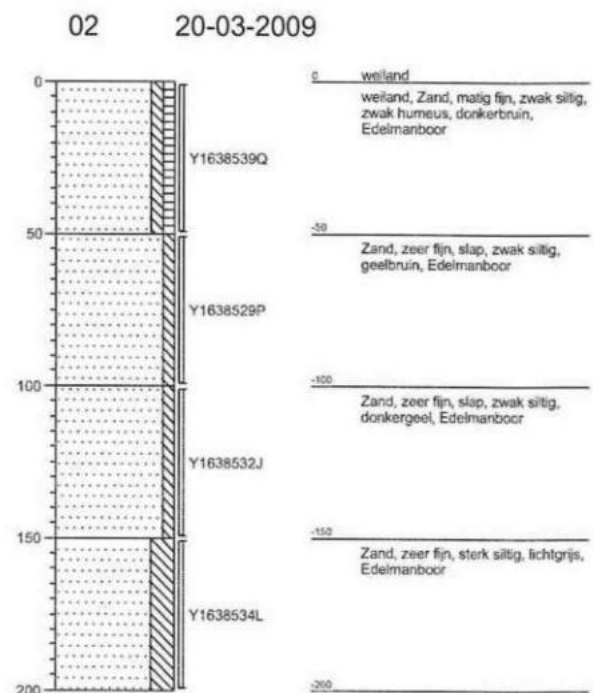 02 20-03-2009
0
0 weiland
weiland, Zand, matig fijn, zwak siltig,
zwak humeus, donkerbruin,
Edelmanboor
Y1638539Q
50
-50
Zand, zeer fijn, slap, zwak siltig,
geelbruin, Edelmanboor
Y1638529P
100
-100
Zand, zeer fijn, slap, zwak siltig,
donkergeel, Edelmanboor
Y1638532J
150
-150
Zand, zeer fijn, sterk siltig, lichtgrijs,
Edelmanboor
Y1638534L
200
-200